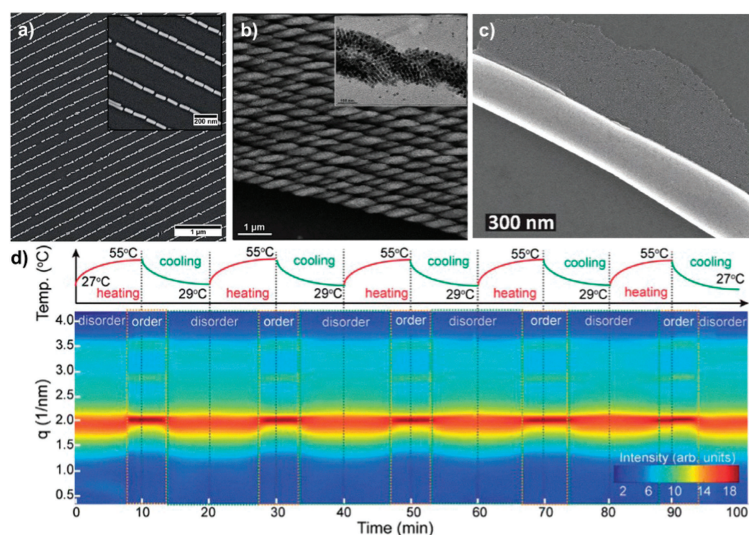 a)
200 nm
1 μm
b)
1 μm
c)
300 nm
d)
Temp. (°C)
55°C
cooling
55°C
cooling
55°C
cooling
55°C
cooling
55°C
cooling
27°C
heating
29°C
heating
29°C
heating
29°C
heating
29°C
heating
27°C
disorder
order
disorder
order
disorder
order
disorder
order
disorder
order
disorder
q (1/nm)
4.0
3.5
3.0
2.5
2.0
1.5
1.0
0.5
Intensity (arb. units)
2 6 10 14 18
0 10 20 30 40 50 60 70 80 90 100
Time (min)